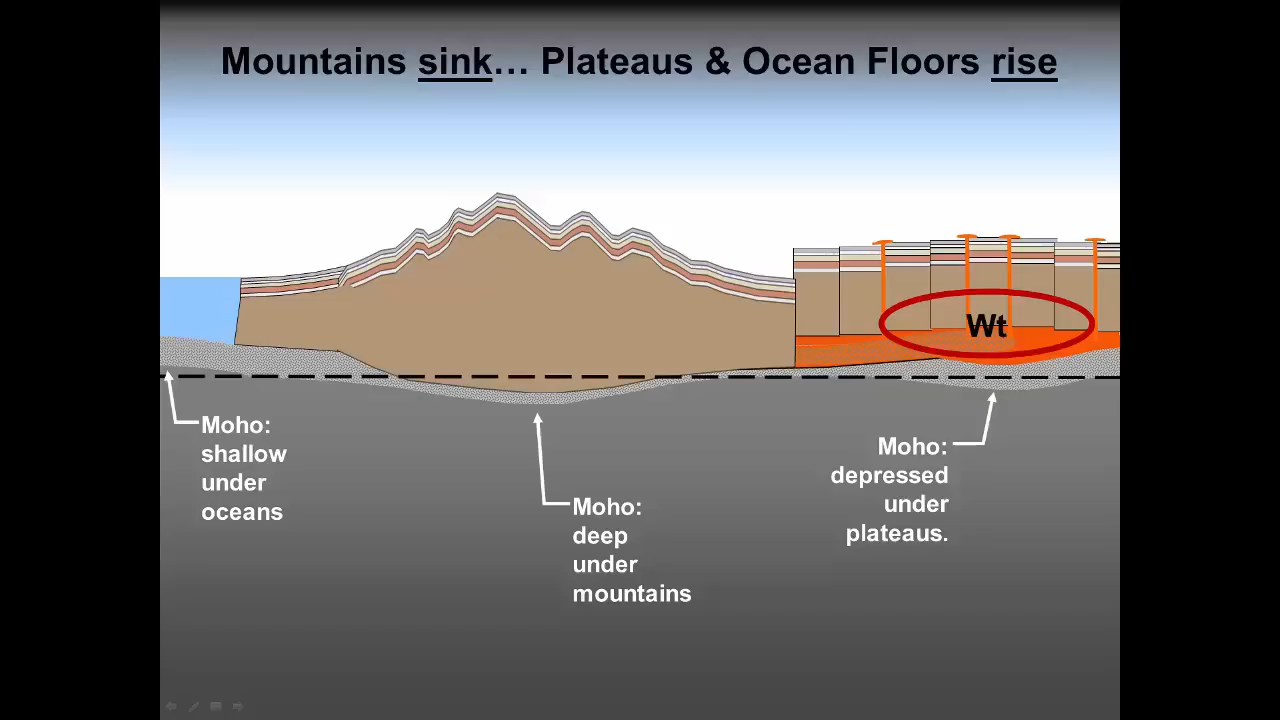 Mountains sink… Plateaus & Ocean Floors rise
Wt
Moho:
shallow
under
oceans
Moho:
deep
under
mountains
Moho:
depressed
under
plateaus.